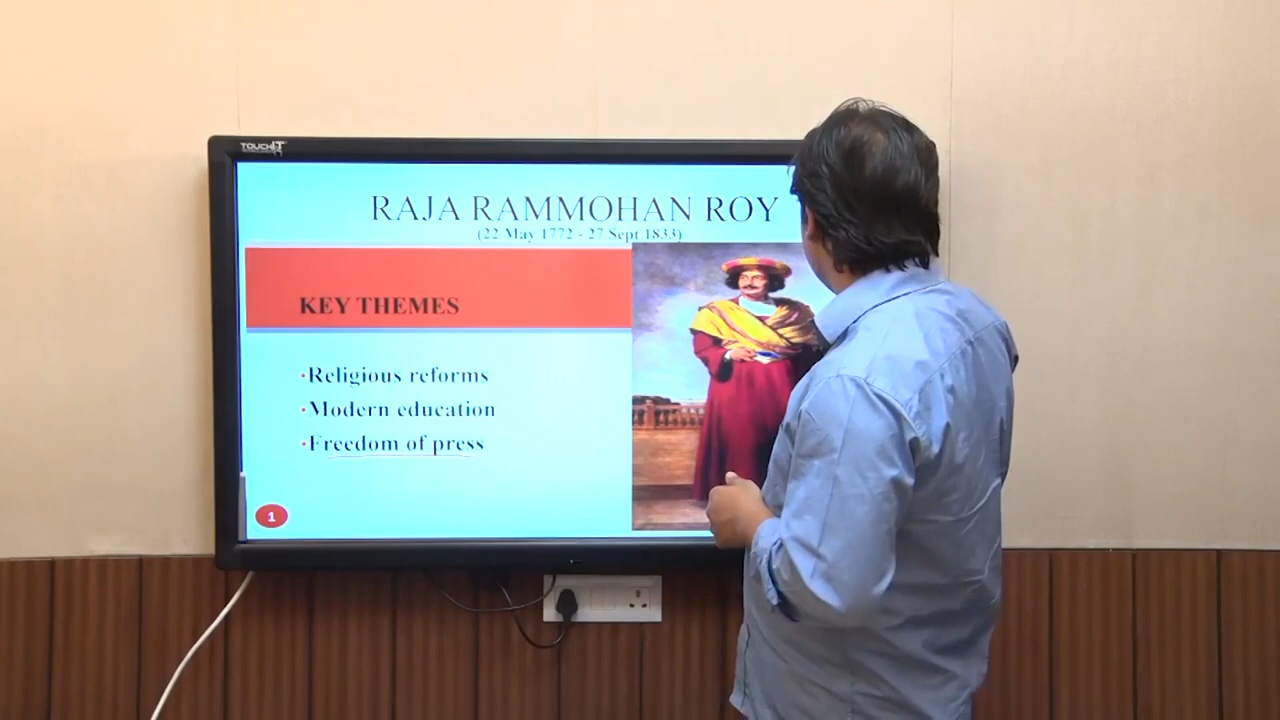 TOUCHIT
RAJA RAMMOHAN ROY
(22 May 1772 - 27 Sept 1833)
KEY THEMES
•Religious reforms
•Modern education
•Freedom of press
1